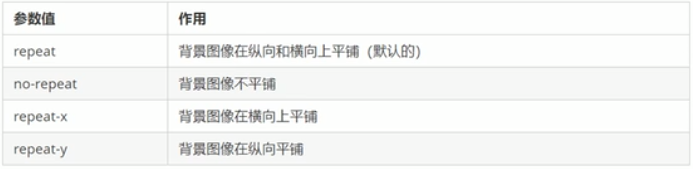 参数值 作用
repeat 背景图像在纵向和横向上平铺（默认的）
no-repeat 背景图像不平铺
repeat-x 背景图像在横向上平铺
repeat-y 背景图像在纵向平铺